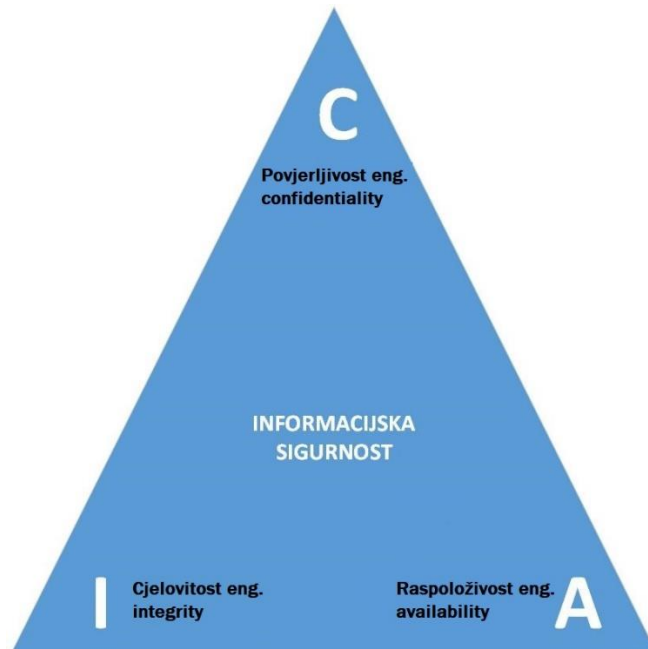 C
Povjerljivost eng.
confidentiality
INFORMACIJSKA
SIGURNOST
I
Cjelovitost eng.
integrity
Raspoloživost eng.
availability
A